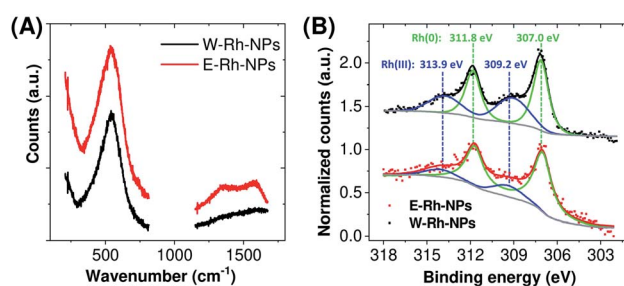 (A)
W-Rh-NPs
E-Rh-NPs
Counts (a.u.)
500
1000
1500
Wavenumber (cm-1)
(B)
Rh(0): 311.8 eV
307.0 eV
Rh(III): 313.9 eV
309.2 eV
Normalized counts (a.u.)
2.0
1.5
1.0
0.5
0.0
E-Rh-NPs
W-Rh-NPs
318
315
312
309
306
303
Binding energy (eV)